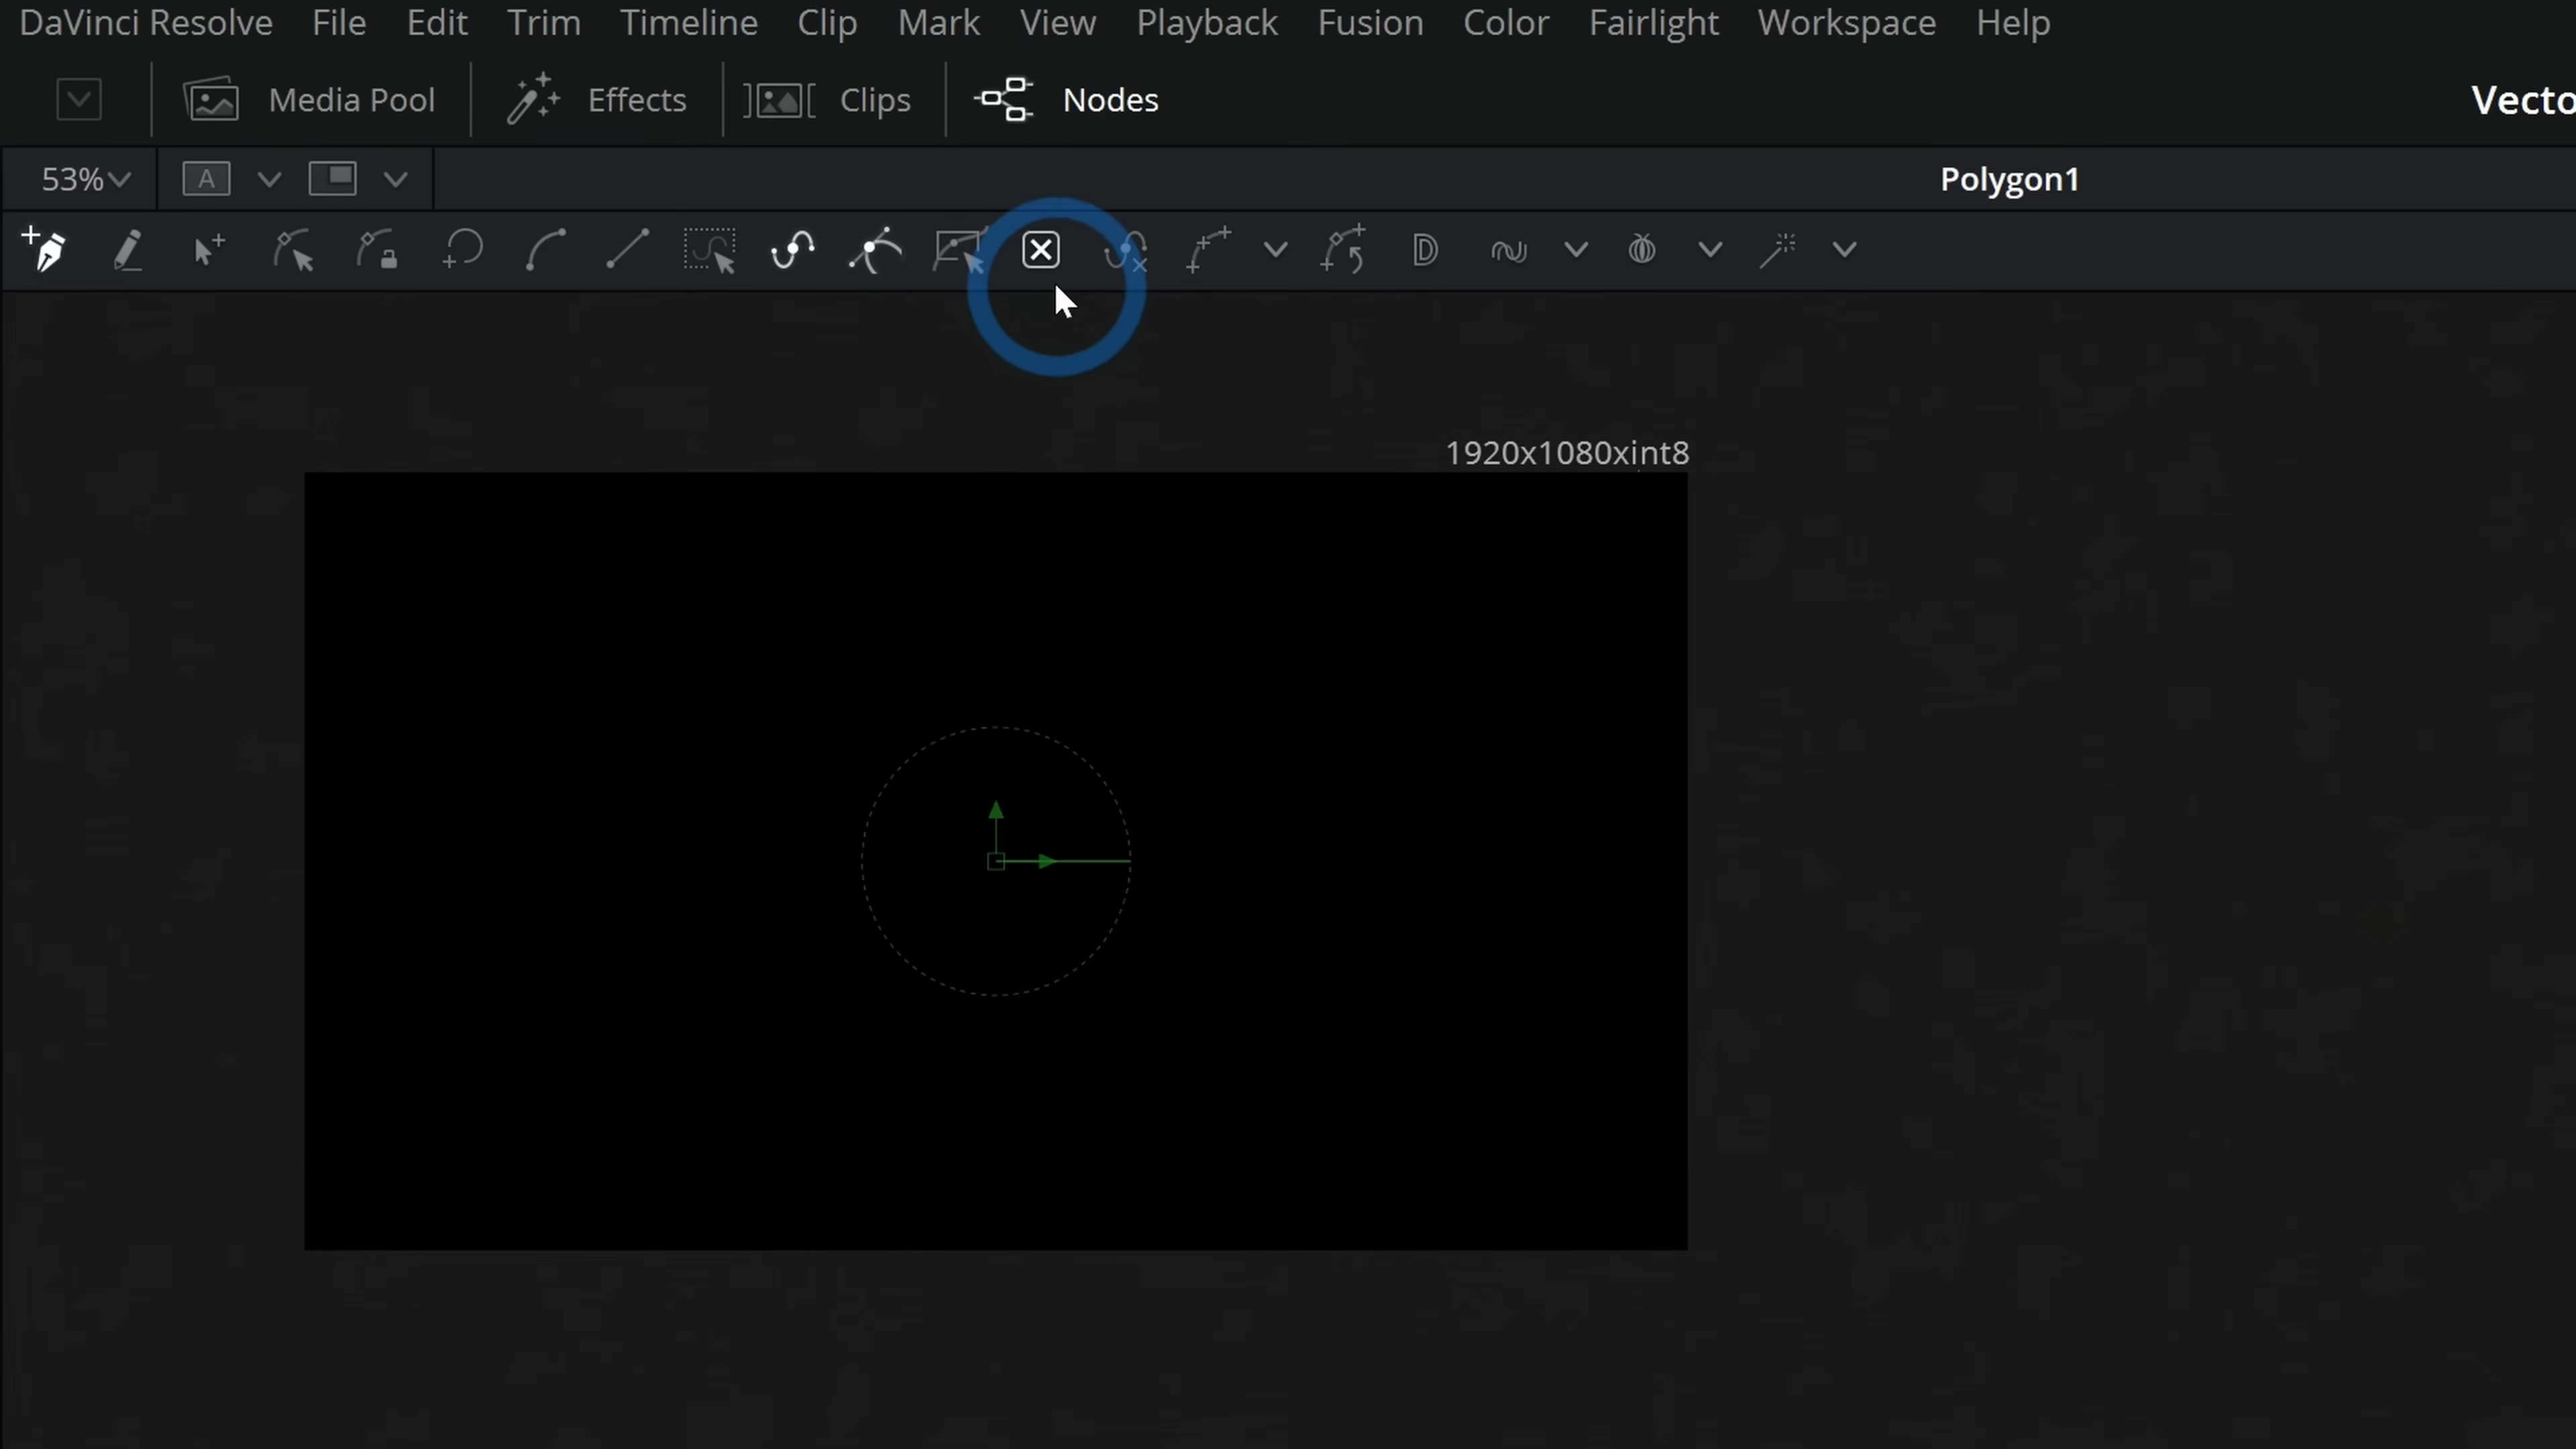 DaVinci Resolve File Edit Trim Timeline Clip Mark View Playback Fusion Color Fairlight Workspace Help
Media Pool Effects Clips Nodes Vecto
53% A Polygon1
1920x1080xint8